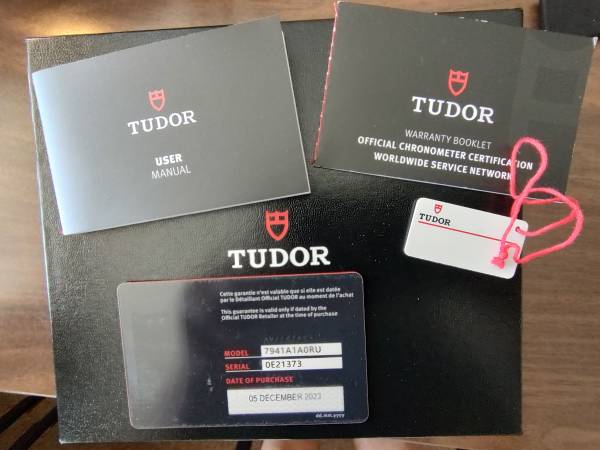 TUDOR
USER
MANUAL
TUDOR
WARRANTY BOOKLET
OFFICIAL CHRONOMETER CERTIFICATION
WORLDWIDE SERVICE NETWORK
TUDOR
TUDOR
Cette garantie n'est valable que si elle est datée
par le Détaillant Officiel TUDOR au moment de l'achat
This guarantee is valid only if dated by the
Official TUDOR Retailer at the time of purchase
MODEL 7941A1A0RU
SERIAL 0E21373
DATE OF PURCHASE
05 DECEMBER 2023
dd.mm.yyyy